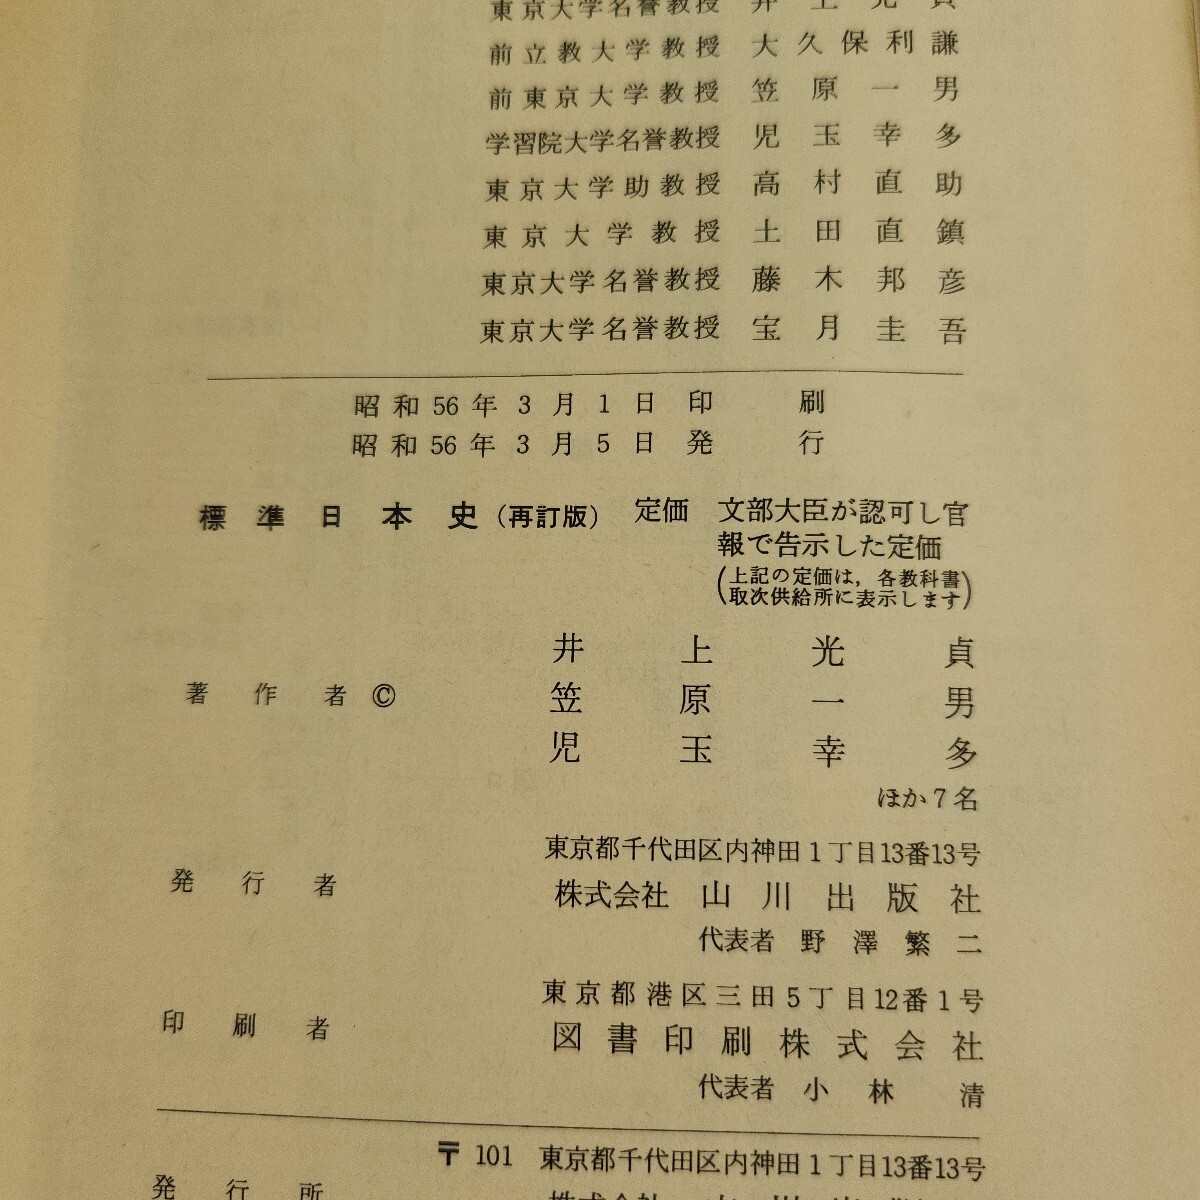 東京大学名誉教授 井上光貞
前立教大学教授 大久保利謙
前東京大学教授 笠原一男
学習院大学名誉教授 児玉幸多
東京大学助教授 高村直助
東京大学教授 土田直鎮
東京大学名誉教授 藤木邦彦
東京大学名誉教授 宝月圭吾
昭和56年3月1日 印刷
昭和56年3月5日 発行
標準日本史(再訂版) 定価 文部大臣が認可し官
報で告示した定価
(上記の定価は,各教科書
取次供給所に表示します)
井上光貞
著作者 © 笠原一男
児玉幸多
ほか7名
東京都千代田区内神田1丁目13番13号
発行者 株式会社 山川出版社
代表者 野澤繁二
東京都港区三田5丁目12番1号
印刷者 図書印刷株式会社
代表者 小林清
〒101 東京都千代田区内神田1丁目13番13号
発行所